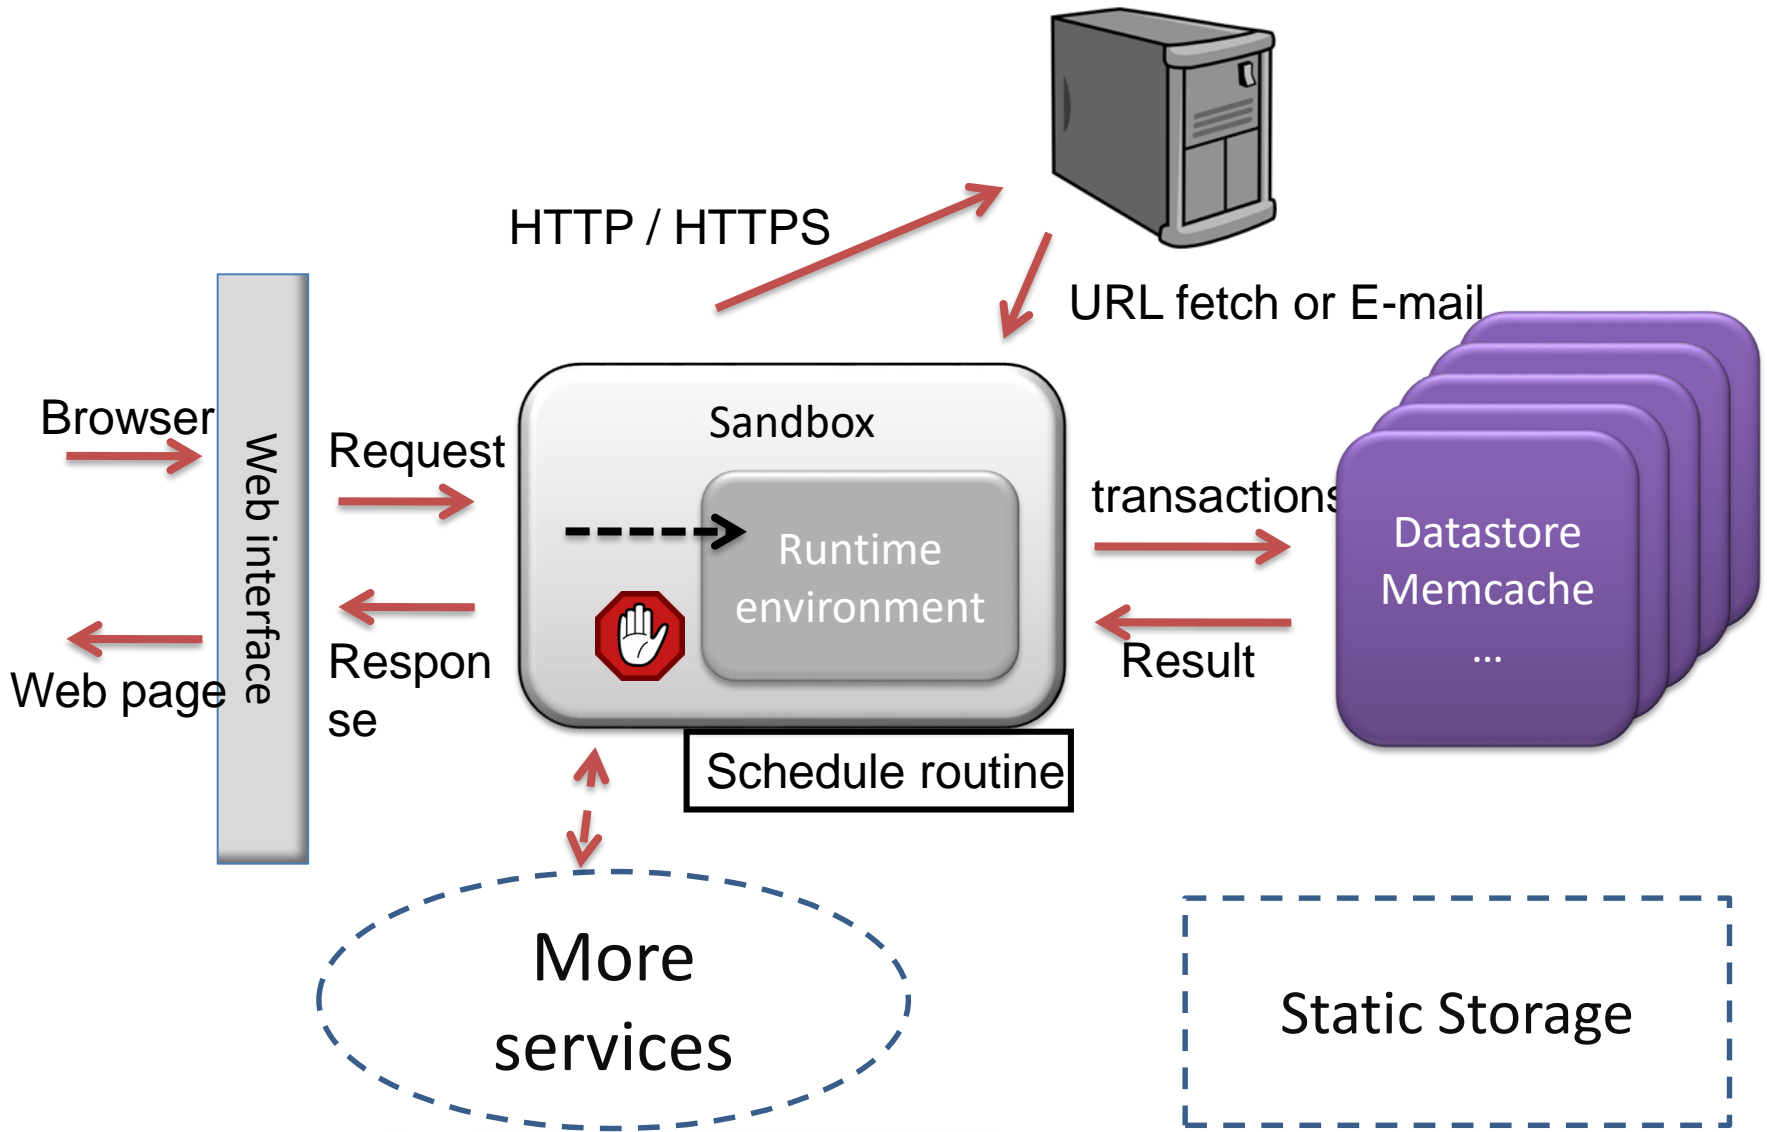 HTTP / HTTPS
URL fetch or E-mail
Browser
Web interface
Request
Sandbox
transactions
Runtime
environment
Datastore
Memcache
...
Web page
Respon
se
Result
Schedule routine
More
services
Static Storage